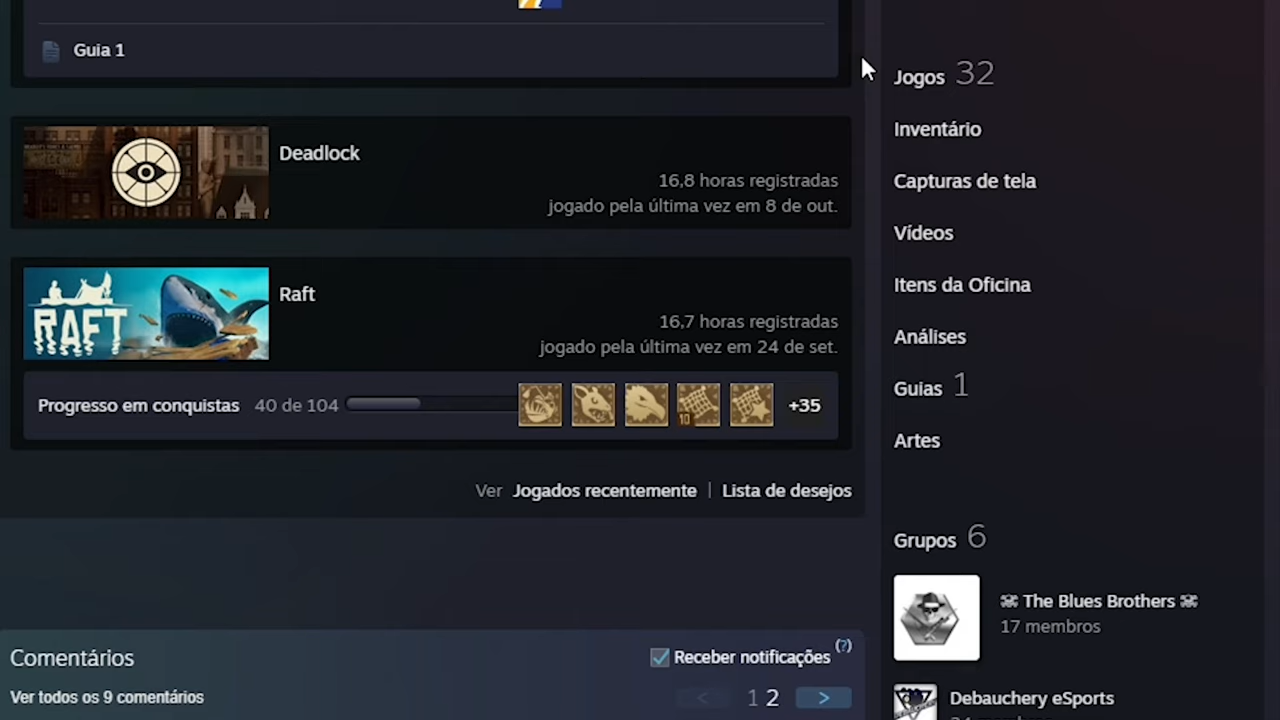 Guia 1
Deadlock
16,8 horas registradas
jogado pela última vez em 8 de out.
RAFT
Raft
16,7 horas registradas
jogado pela última vez em 24 de set.
Progresso em conquistas 40 de 104
10
+35
Ver Jogados recentemente | Lista de desejos
Comentários
Receber notificações (?)
Ver todos os 9 comentários
< 1 2 >
Jogos 32
Inventário
Capturas de tela
Vídeos
Itens da Oficina
Análises
Guias 1
Artes
Grupos 6
☠ The Blues Brothers ☠
17 membros
Debauchery eSports